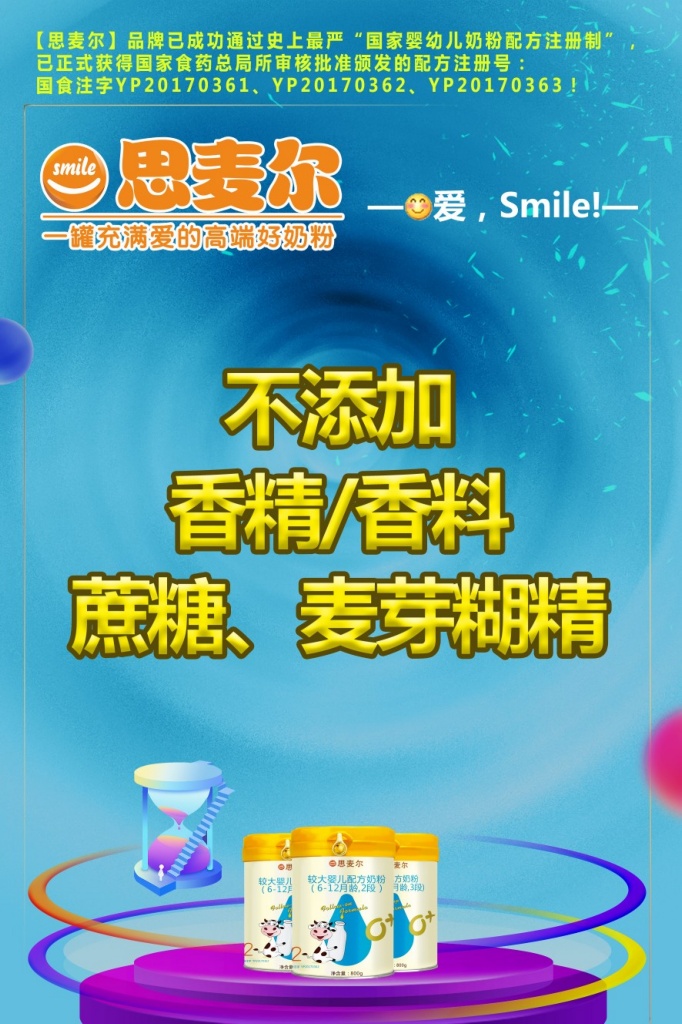 【思麦尔】品牌已成功通过史上最严“国家婴幼儿奶粉配方注册制”，
已正式获得国家食药总局所审核批准颁发的配方注册号：
国食注字YP20170361、YP20170362、YP20170363！
smile
思麦尔
一罐充满爱的高端好奶粉
—😊爱，Smile!—
不添加
香精/香料
蔗糖、麦芽糊精
思麦尔
较大婴儿配方奶粉
（6-12月龄,2段）
Follow-on
Formula
净含量：800g